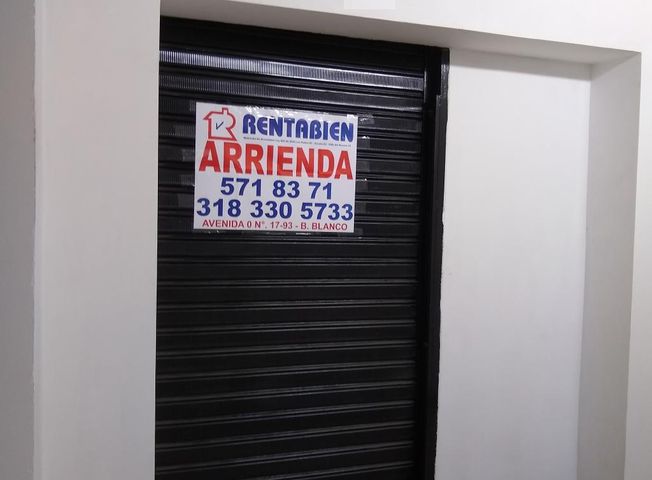 RENTABIEN
ARRIENDA
571 83 71
318 330 5733
AVENIDA 0 N°. 17-93 - B. BLANCO